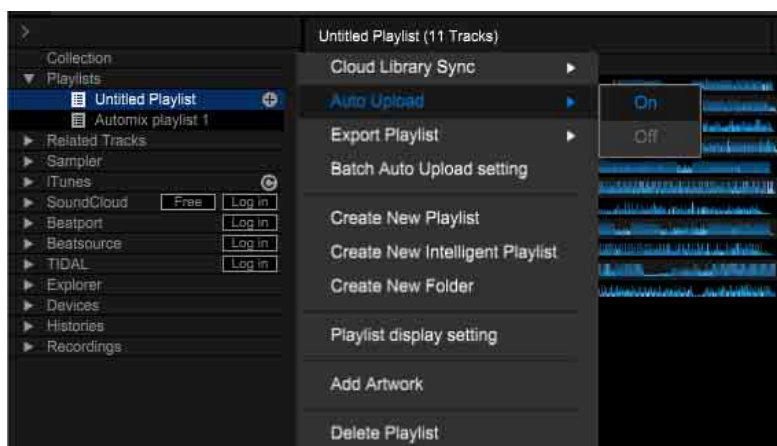 Collection
Playlists
Untitled Playlist
Automix playlist 1
Related Tracks
Sampler
iTunes
SoundCloud Free Log in
Beatport Log in
Beatsource Log in
TIDAL Log in
Explorer
Devices
Histories
Recordings
Untitled Playlist (11 Tracks)
Cloud Library Sync
Auto Upload
On
Off
Export Playlist
Batch Auto Upload setting
Create New Playlist
Create New Intelligent Playlist
Create New Folder
Playlist display setting
Add Artwork
Delete Playlist